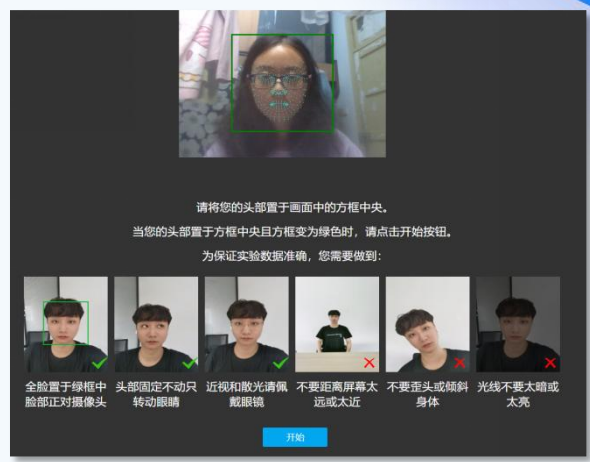 请将您的头部置于画面中的方框中央。
当您的头部置于方框中央且方框变为绿色时，请点击开始按钮。
为保证实验数据准确，您需要做到：
全脸置于绿框中
脸部正对摄像头
头部固定不动只
转动眼睛
近视和散光请佩
戴眼镜
不要距离屏幕太
远或太近
不要歪头或倾斜
身体
光线不要太暗或
太亮
开始